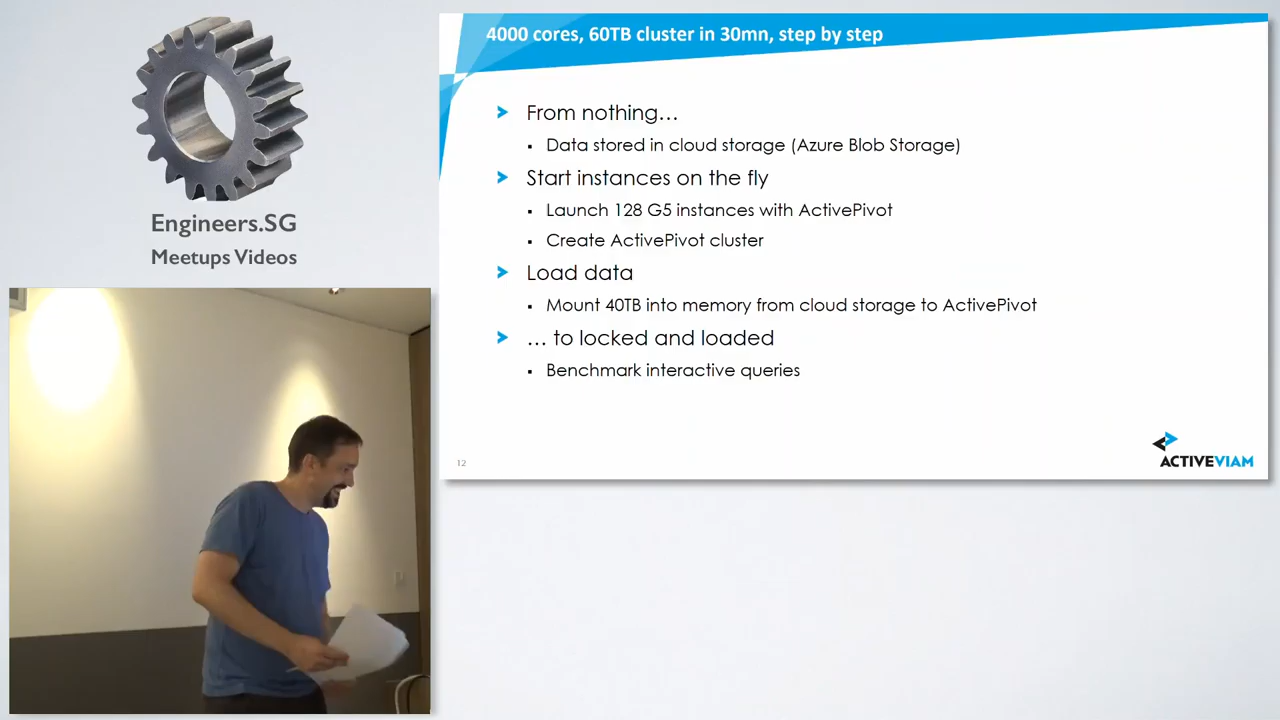 Engineers.SG
Meetups Videos
4000 cores, 60TB cluster in 30mn, step by step
From nothing…
Data stored in cloud storage (Azure Blob Storage)
Start instances on the fly
Launch 128 G5 instances with ActivePivot
Create ActivePivot cluster
Load data
Mount 40TB into memory from cloud storage to ActivePivot
… to locked and loaded
Benchmark interactive queries
12
ACTIVEVIAM